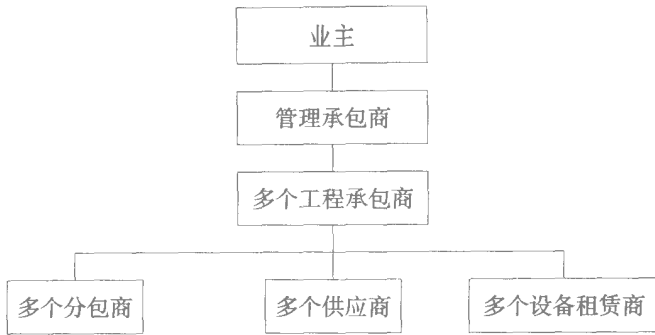 业主
管理承包商
多个工程承包商
多个分包商
多个供应商
多个设备租赁商